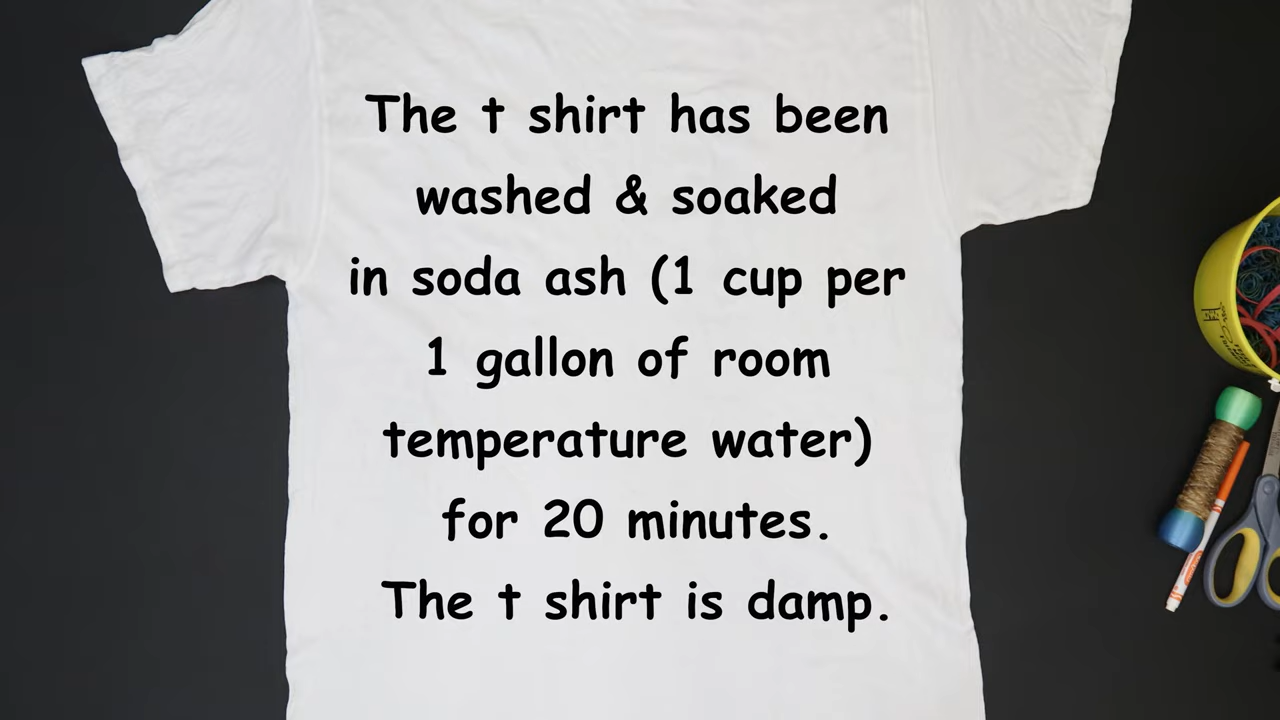 The t shirt has been
washed & soaked
in soda ash (1 cup per
1 gallon of room
temperature water)
for 20 minutes.
The t shirt is damp.